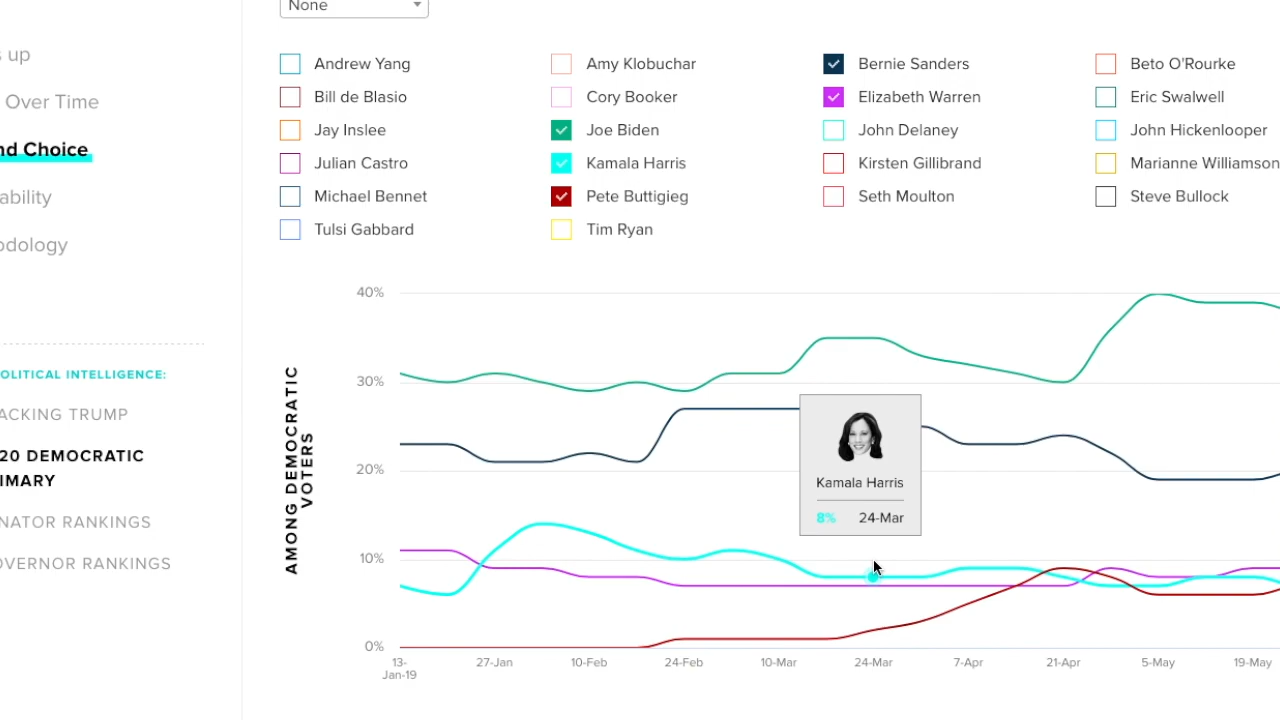 None
s up
Over Time
nd Choice
ability
odology
OLITICAL INTELLIGENCE:
ACKING TRUMP
20 DEMOCRATIC
IMARY
NATOR RANKINGS
OVERNOR RANKINGS
Andrew Yang
Amy Klobuchar
Bernie Sanders
Beto O'Rourke
Bill de Blasio
Cory Booker
Elizabeth Warren
Eric Swalwell
Jay Inslee
Joe Biden
John Delaney
John Hickenlooper
Julian Castro
Kamala Harris
Kirsten Gillibrand
Marianne Williamson
Michael Bennet
Pete Buttigieg
Seth Moulton
Steve Bullock
Tulsi Gabbard
Tim Ryan
AMONG DEMOCRATIC
VOTERS
40%
30%
20%
10%
0%
Kamala Harris
8% 24-Mar
13-
Jan-19
27-Jan
10-Feb
24-Feb
10-Mar
24-Mar
7-Apr
21-Apr
5-May
19-May